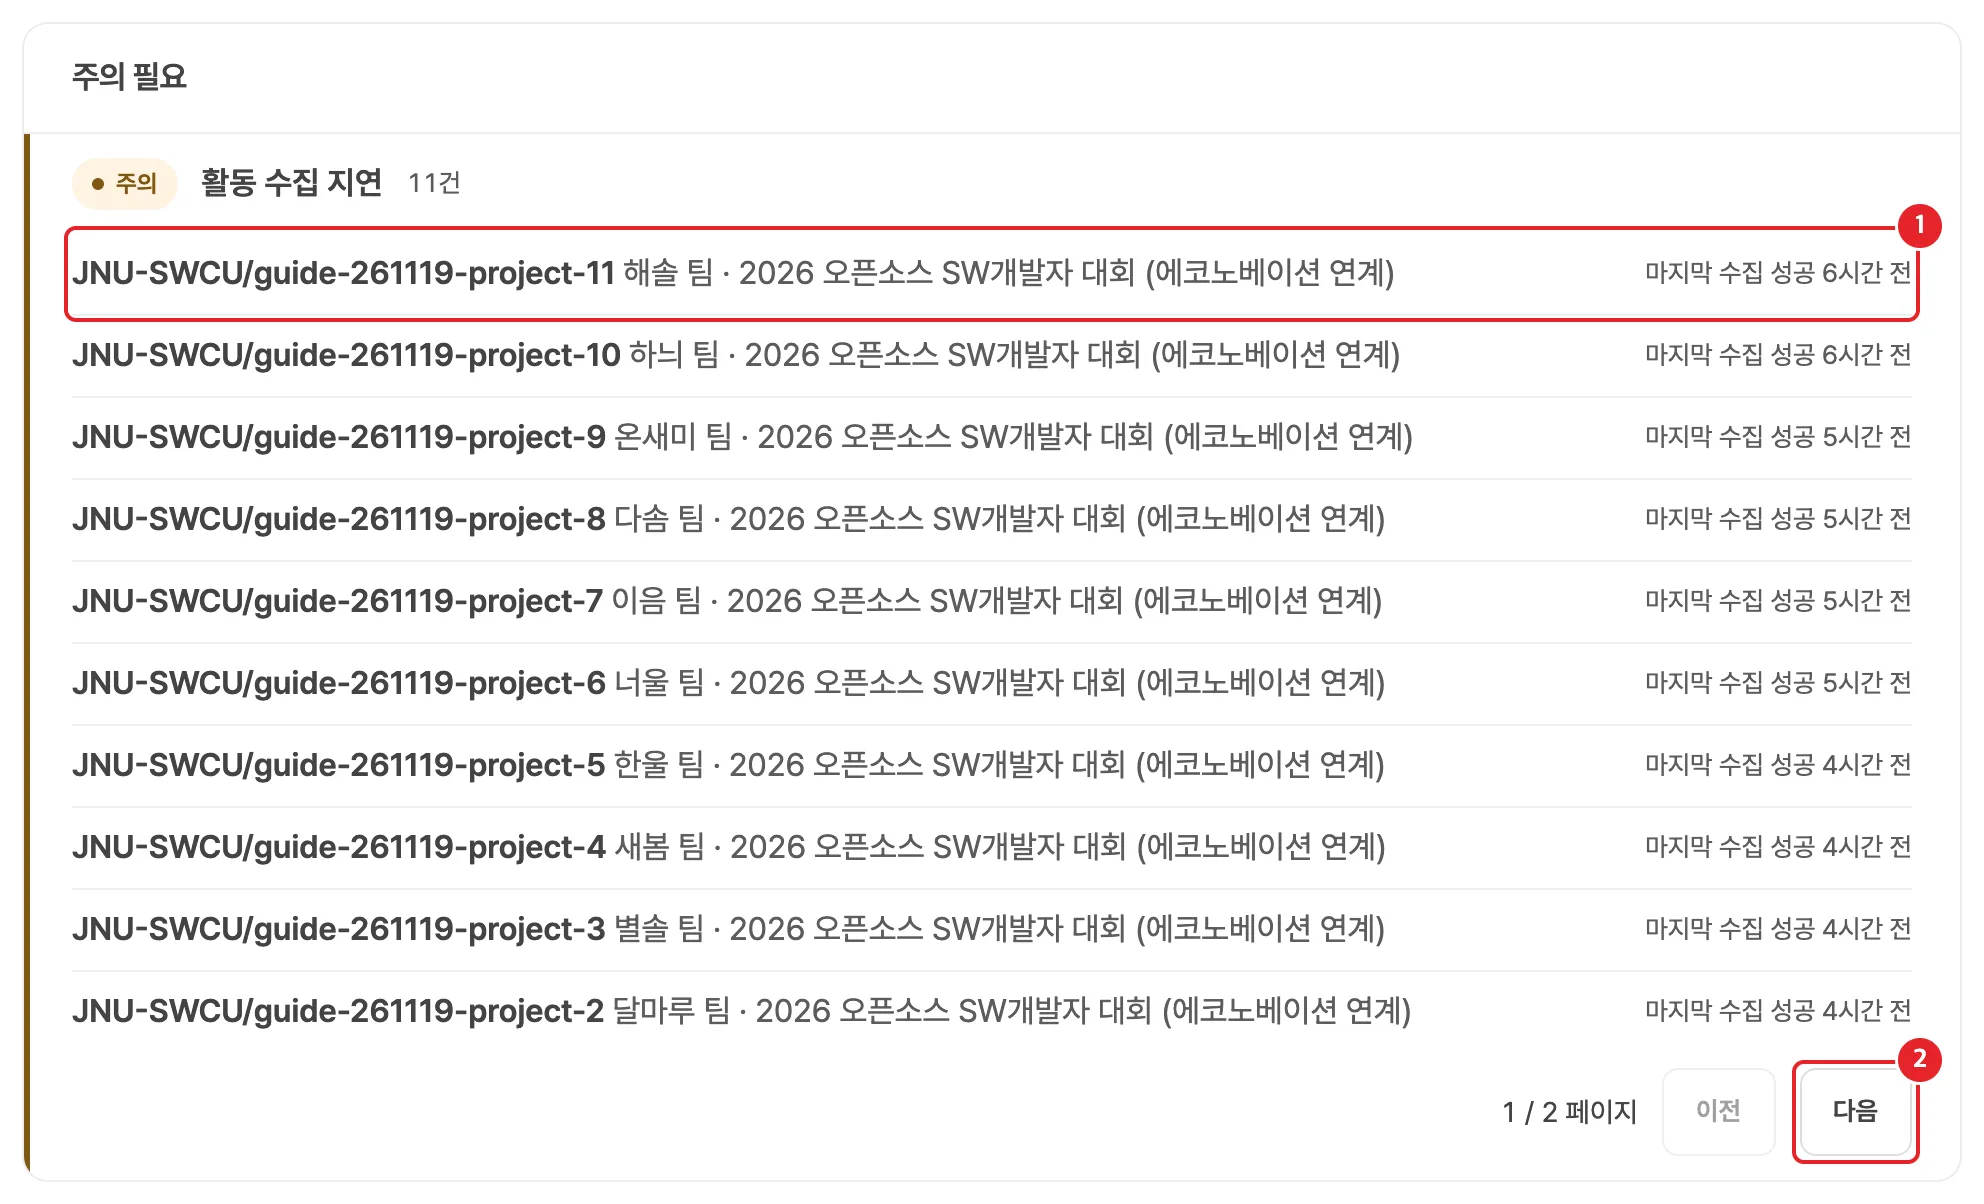 주의 필요
주의 활동 수집 지연 11건
1
JNU-SWCU/guide-261119-project-11 해솔 팀 · 2026 오픈소스 SW개발자 대회 (에코노베이션 연계) 마지막 수집 성공 6시간 전
JNU-SWCU/guide-261119-project-10 하늬 팀 · 2026 오픈소스 SW개발자 대회 (에코노베이션 연계) 마지막 수집 성공 6시간 전
JNU-SWCU/guide-261119-project-9 온새미 팀 · 2026 오픈소스 SW개발자 대회 (에코노베이션 연계) 마지막 수집 성공 5시간 전
JNU-SWCU/guide-261119-project-8 다솜 팀 · 2026 오픈소스 SW개발자 대회 (에코노베이션 연계) 마지막 수집 성공 5시간 전
JNU-SWCU/guide-261119-project-7 이음 팀 · 2026 오픈소스 SW개발자 대회 (에코노베이션 연계) 마지막 수집 성공 5시간 전
JNU-SWCU/guide-261119-project-6 너울 팀 · 2026 오픈소스 SW개발자 대회 (에코노베이션 연계) 마지막 수집 성공 5시간 전
JNU-SWCU/guide-261119-project-5 한울 팀 · 2026 오픈소스 SW개발자 대회 (에코노베이션 연계) 마지막 수집 성공 4시간 전
JNU-SWCU/guide-261119-project-4 새봄 팀 · 2026 오픈소스 SW개발자 대회 (에코노베이션 연계) 마지막 수집 성공 4시간 전
JNU-SWCU/guide-261119-project-3 별솔 팀 · 2026 오픈소스 SW개발자 대회 (에코노베이션 연계) 마지막 수집 성공 4시간 전
JNU-SWCU/guide-261119-project-2 달마루 팀 · 2026 오픈소스 SW개발자 대회 (에코노베이션 연계) 마지막 수집 성공 4시간 전
2
1 / 2 페이지 이전 다음